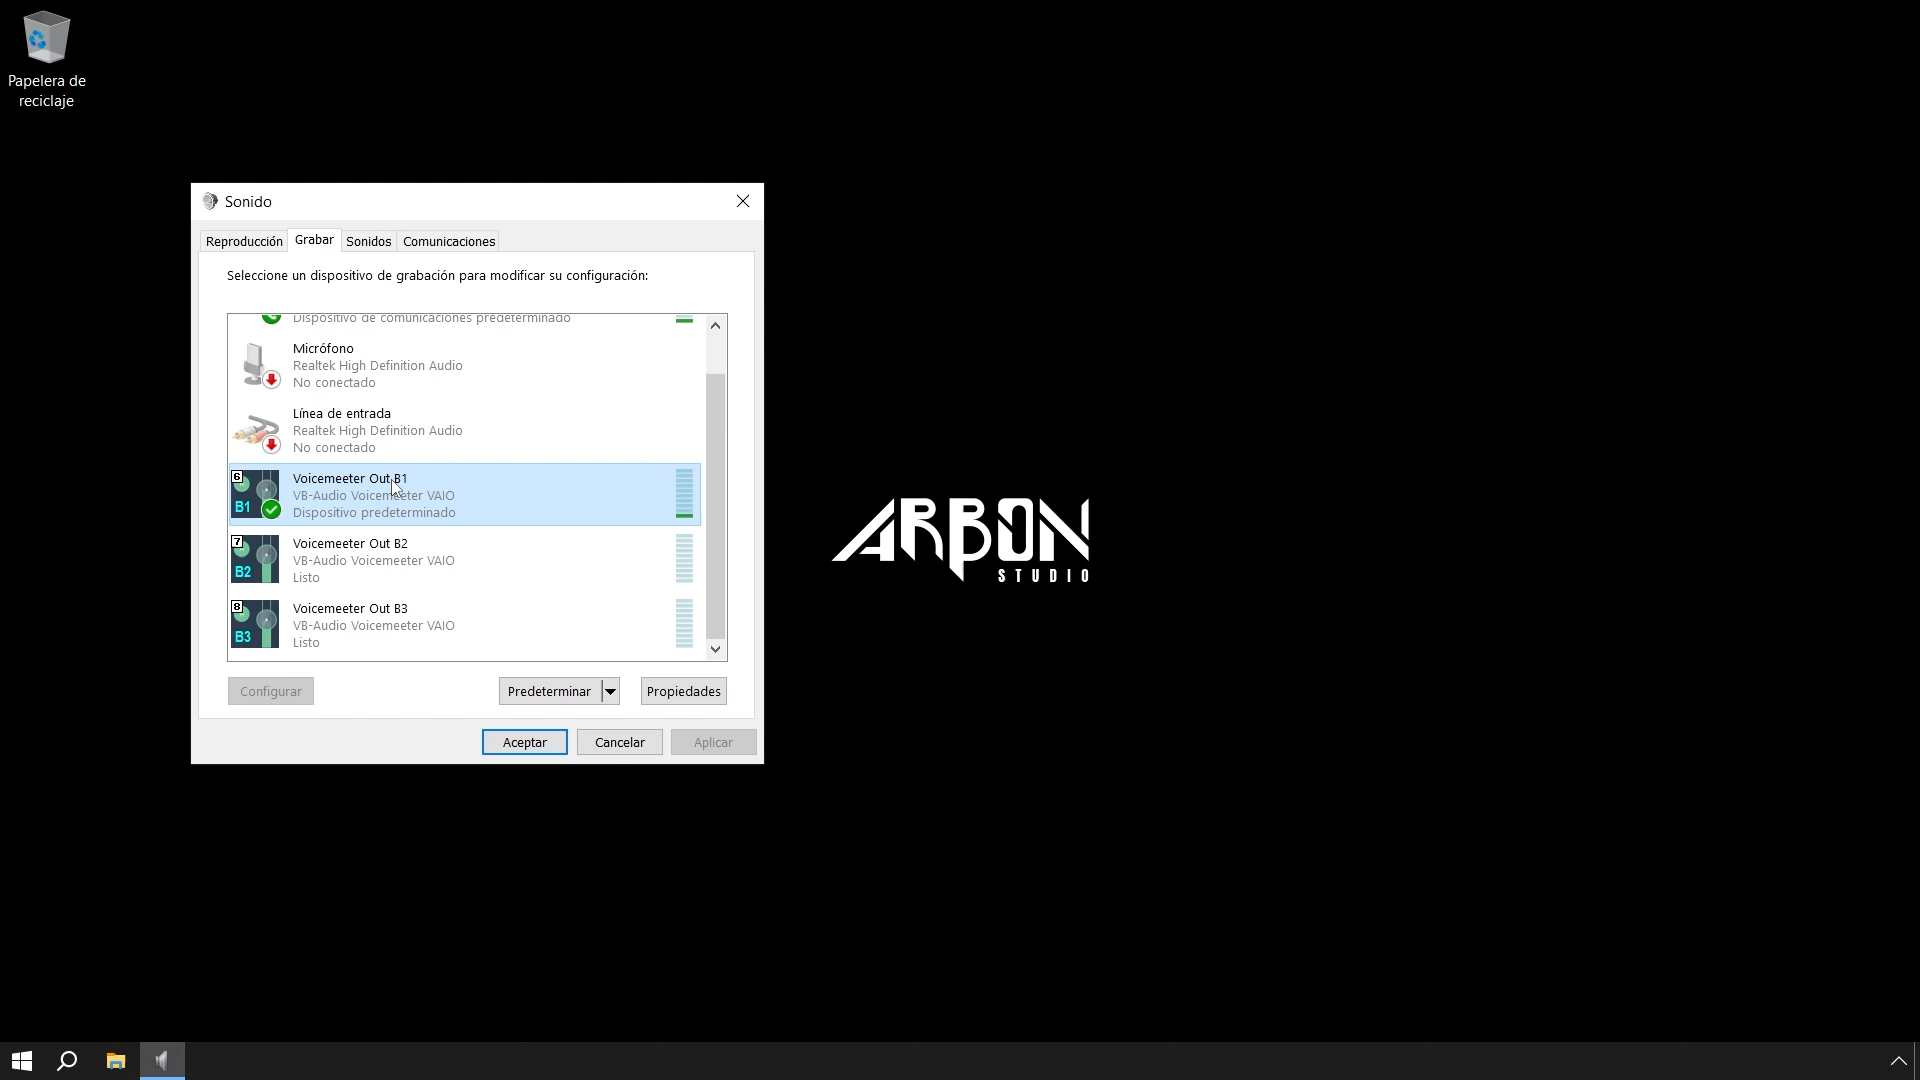 Papelera de
reciclaje
Sonido
Reproducción
Grabar
Sonidos
Comunicaciones
Seleccione un dispositivo de grabación para modificar su configuración:
Dispositivo de comunicaciones predeterminado
Micrófono
Realtek High Definition Audio
No conectado
Línea de entrada
Realtek High Definition Audio
No conectado
6
B1
Voicemeeter Out B1
VB-Audio Voicemeeter VAIO
Dispositivo predeterminado
7
B2
Voicemeeter Out B2
VB-Audio Voicemeeter VAIO
Listo
8
B3
Voicemeeter Out B3
VB-Audio Voicemeeter VAIO
Listo
Configurar
Predeterminar
Propiedades
Aceptar
Cancelar
Aplicar
ARBON
STUDIO